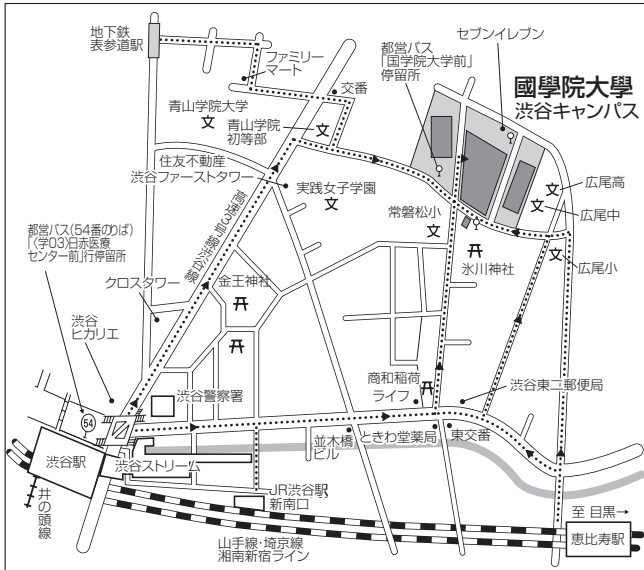 地下鉄
表参道駅
ファミリー
マート
交番
都営バス
「国学院大学前」
停留所
セブンイレブン
國學院大學
渋谷キャンパス
青山学院大学
青山学院
初等部
住友不動産
渋谷ファーストタワー
実践女子学園
常磐松小
広尾高
広尾中
広尾小
氷川神社
都営バス(54番のりば)
「〈学03〉日赤医療
センター前」行停留所
高速3号線渋谷線
クロスタワー
金王神社
渋谷
ヒカリエ
渋谷警察署
商和稲荷
ライフ
渋谷東二郵便局
54
渋谷駅
渋谷ストリーム
並木橋
ビル
ときわ堂薬局
東交番
井の頭線
JR渋谷駅
新南口
山手線・埼京線
湘南新宿ライン
至 目黒→
恵比寿駅